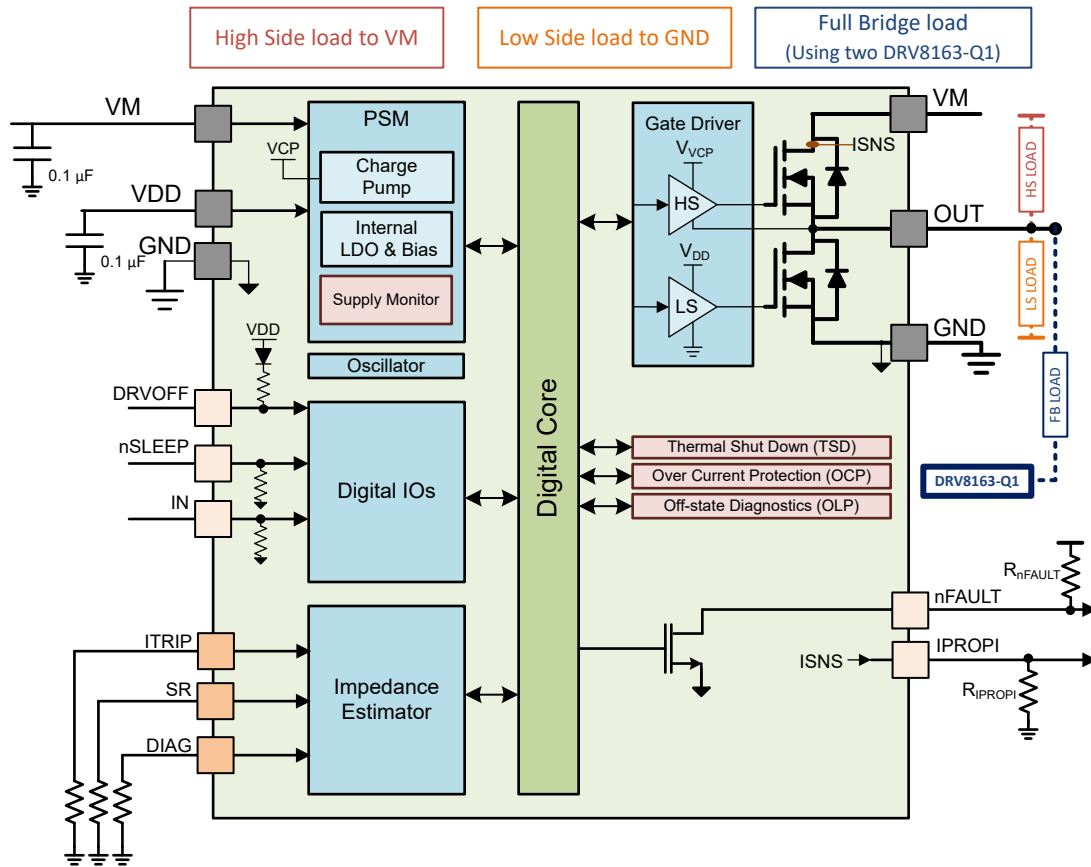 High Side load to VM
Low Side load to GND
Full Bridge load
(Using two DRV8163-Q1)
VM
0.1 µF
VDD
0.1 µF
GND
PSM
VCP
Charge
Pump
Internal
LDO & Bias
Supply Monitor
Oscillator
VDD
DRVOFF
nSLEEP
IN
Digital IOs
ITRIP
SR
DIAG
Impedance
Estimator
Digital Core
Gate Driver
VVCP
HS
VDD
LS
ISNS
VM
OUT
GND
HS LOAD
LS LOAD
FB LOAD
DRV8163-Q1
Thermal Shut Down (TSD)
Over Current Protection (OCP)
Off-state Diagnostics (OLP)
RnFAULT
nFAULT
ISNS
IPROPI
RIPROPI